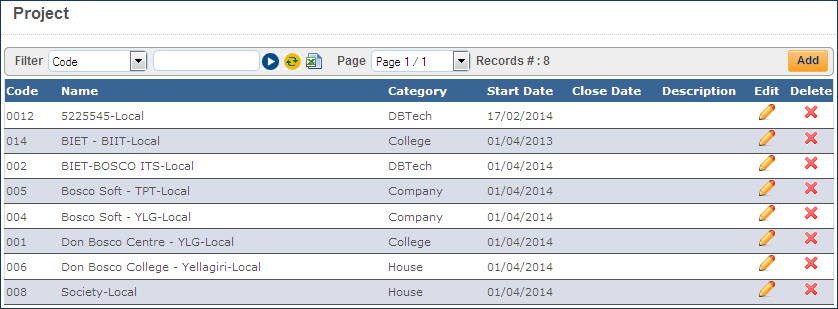 Project
Filter Code Page Page 1 / 1 Records # : 8 Add
Code Name Category Start Date Close Date Description Edit Delete
0012 5225545-Local DBTech 17/02/2014
014 BIET - BIIT-Local College 01/04/2013
002 BIET-BOSCO ITS-Local DBTech 01/04/2014
005 Bosco Soft - TPT-Local Company 01/04/2014
004 Bosco Soft - YLG-Local Company 01/04/2014
001 Don Bosco Centre - YLG-Local College 01/04/2014
006 Don Bosco College - Yellagiri-Local House 01/04/2014
008 Society-Local House 01/04/2014